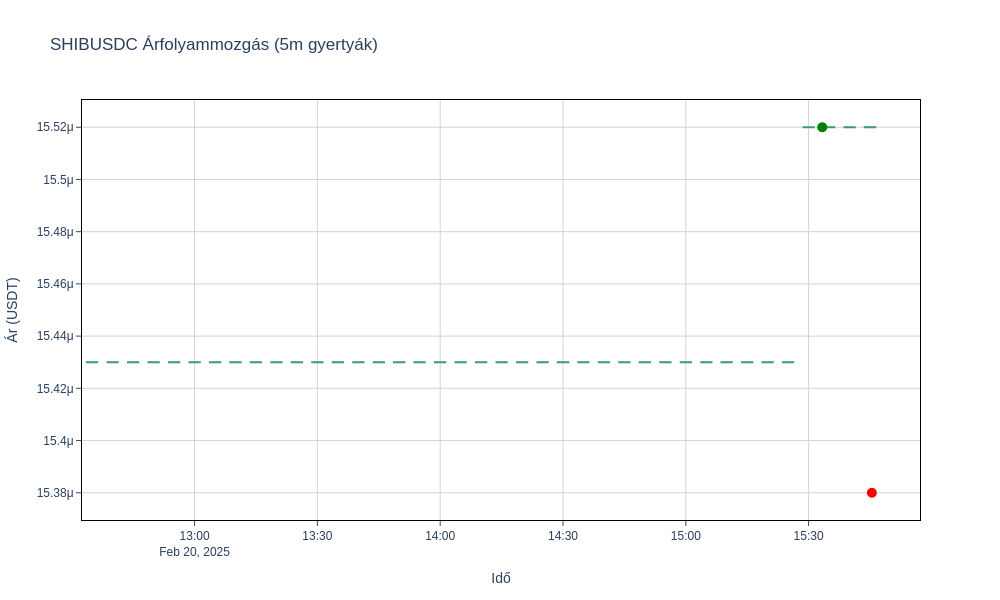 SHIBUSDC Árfolyammozgás (5m gyertyák)
15.52μ
15.5μ
15.48μ
15.46μ
15.44μ
15.42μ
15.4μ
15.38μ
Ár (USDT)
13:00 13:30 14:00 14:30 15:00 15:30
Feb 20, 2025
Idő